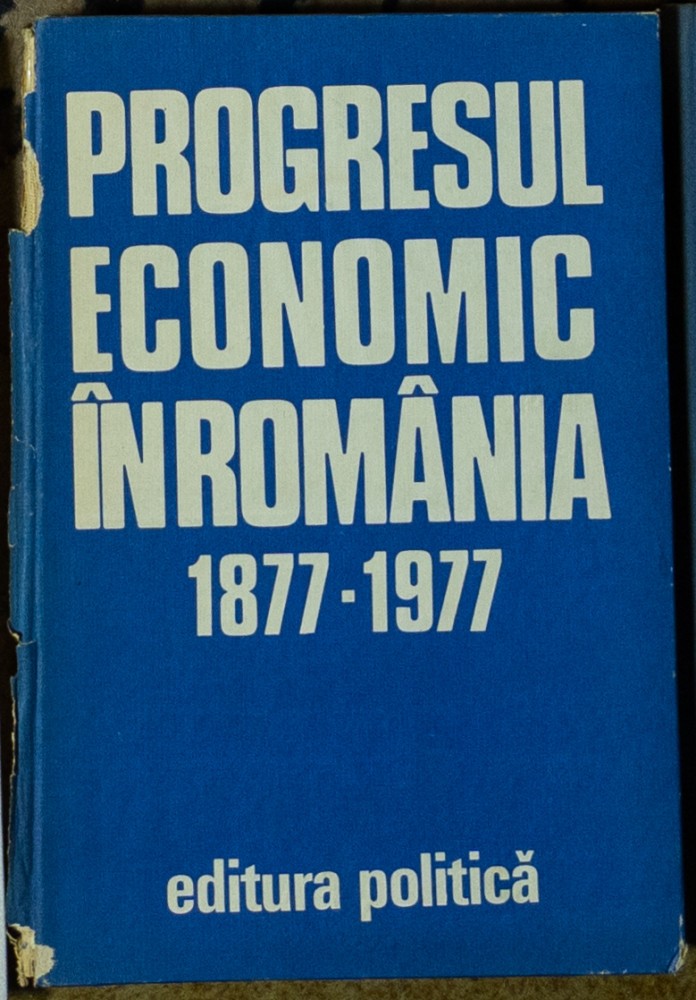 PROGRESUL
ECONOMIC
ÎN ROMÂNIA
1877-1977
editura politică